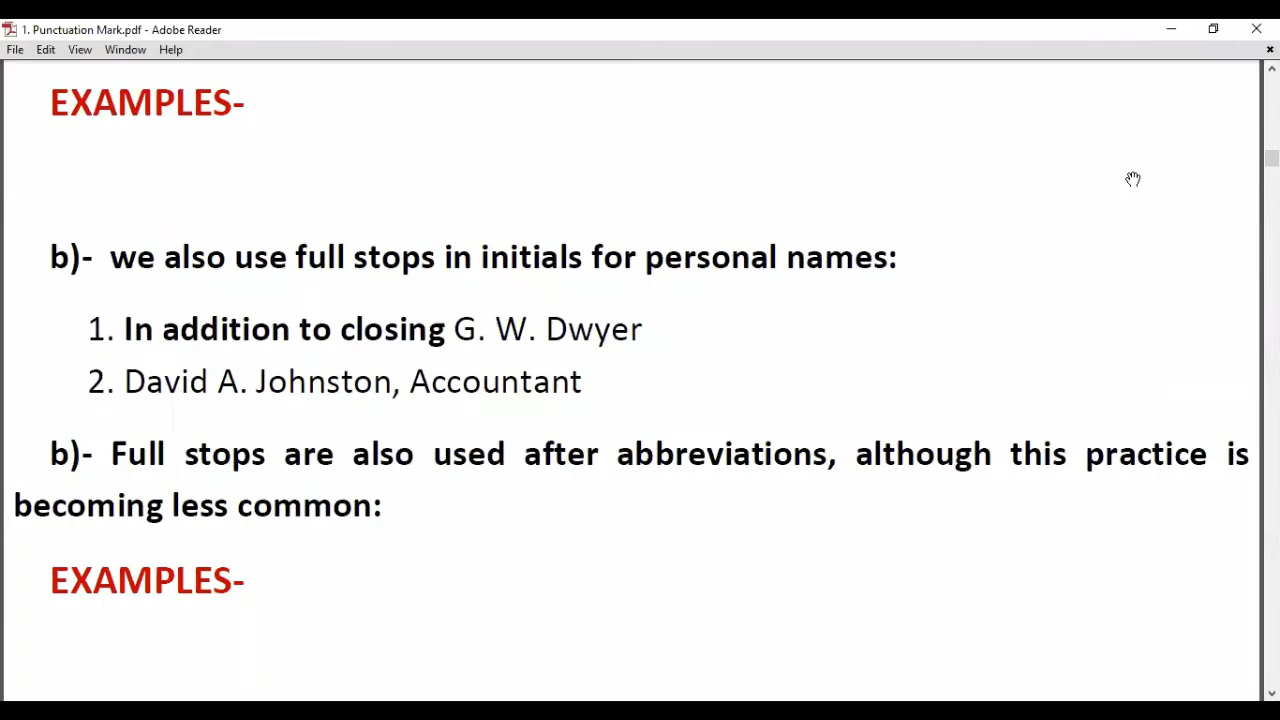 1. Punctuation Mark.pdf - Adobe Reader
File Edit View Window Help
EXAMPLES-
b)- we also use full stops in initials for personal names:
1. In addition to closing G. W. Dwyer
2. David A. Johnston, Accountant
b)- Full stops are also used after abbreviations, although this practice is
becoming less common:
EXAMPLES-